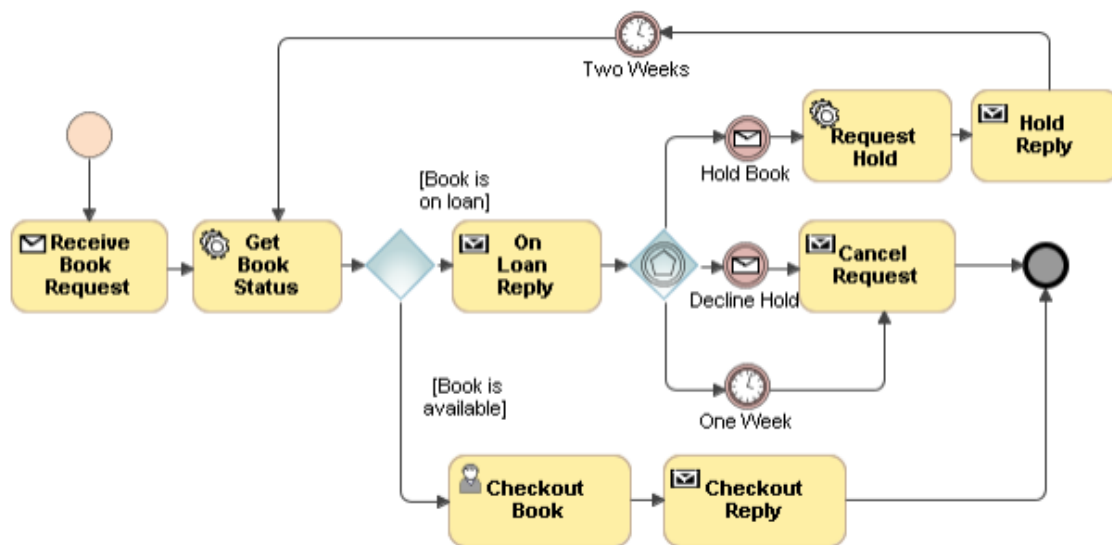 Two Weeks
Request
Hold
Hold
Reply
Hold Book
[Book is
on loan]
Receive
Book
Request
Get
Book
Status
On
Loan
Reply
Cancel
Request
Decline Hold
[Book is
available]
One Week
Checkout
Book
Checkout
Reply